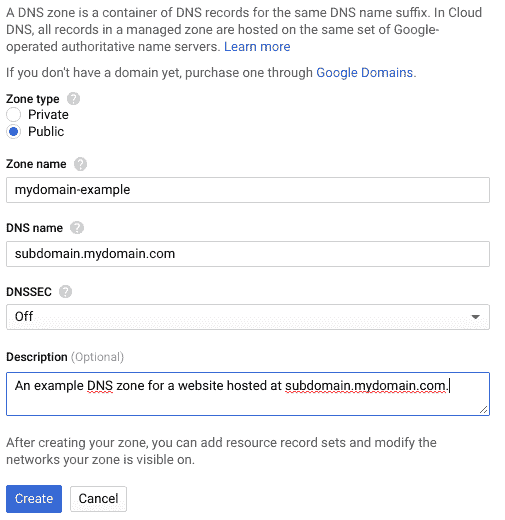 A DNS zone is a container of DNS records for the same DNS name suffix. In Cloud
DNS, all records in a managed zone are hosted on the same set of Google-
operated authoritative name servers. Learn more
If you don't have a domain yet, purchase one through Google Domains.
Zone type ?
Private
Public
Zone name ?
mydomain-example
DNS name ?
subdomain.mydomain.com
DNSSEC ?
Off
Description (Optional)
An example DNS zone for a website hosted at subdomain.mydomain.com.
After creating your zone, you can add resource record sets and modify the
networks your zone is visible on.
Create Cancel